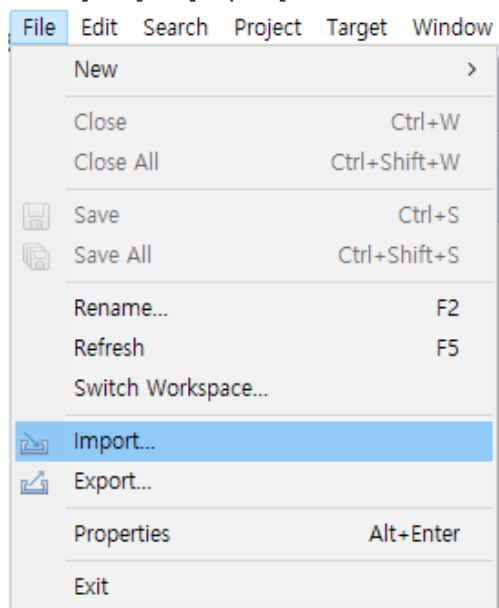 File Edit Search Project Target Window
New >
Close Ctrl+W
Close All Ctrl+Shift+W
Save Ctrl+S
Save All Ctrl+Shift+S
Rename... F2
Refresh F5
Switch Workspace...
Import...
Export...
Properties Alt+Enter
Exit